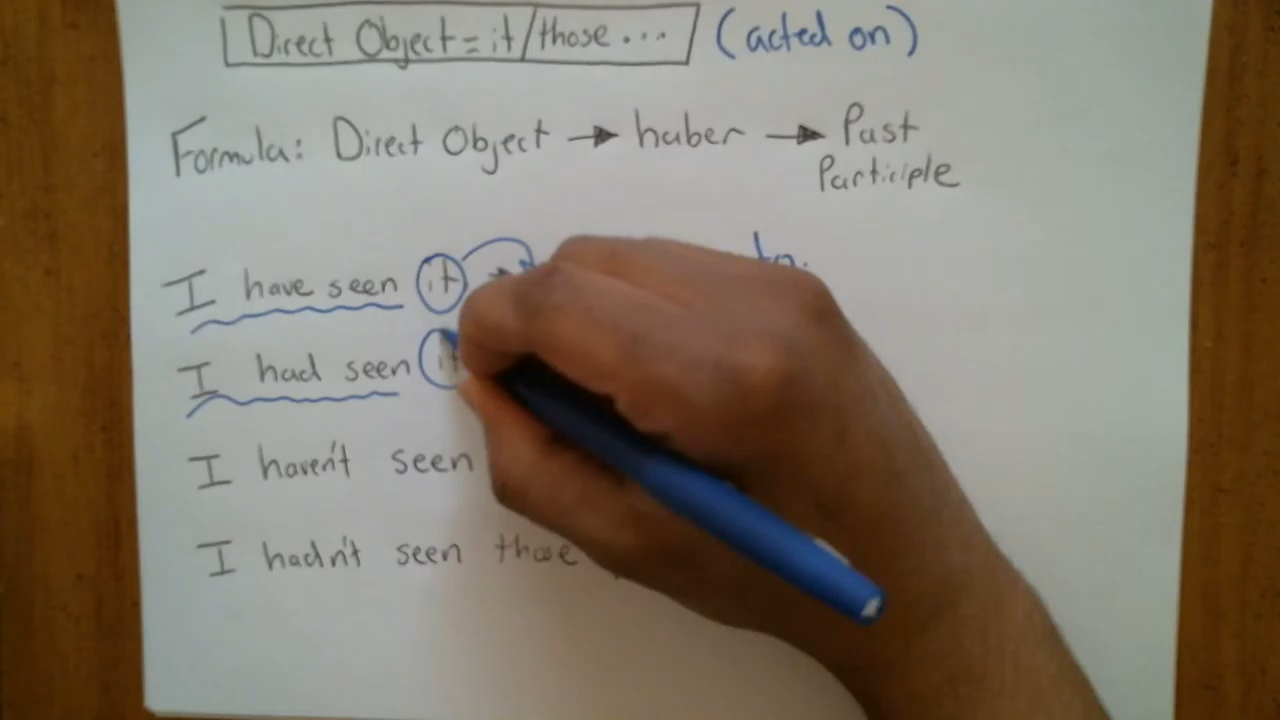 Direct Object = it/those... (acted on)
Formula: Direct Object → haber → Past
Participle
I have seen it →
I had seen it
I haven't seen
I hadn't seen those